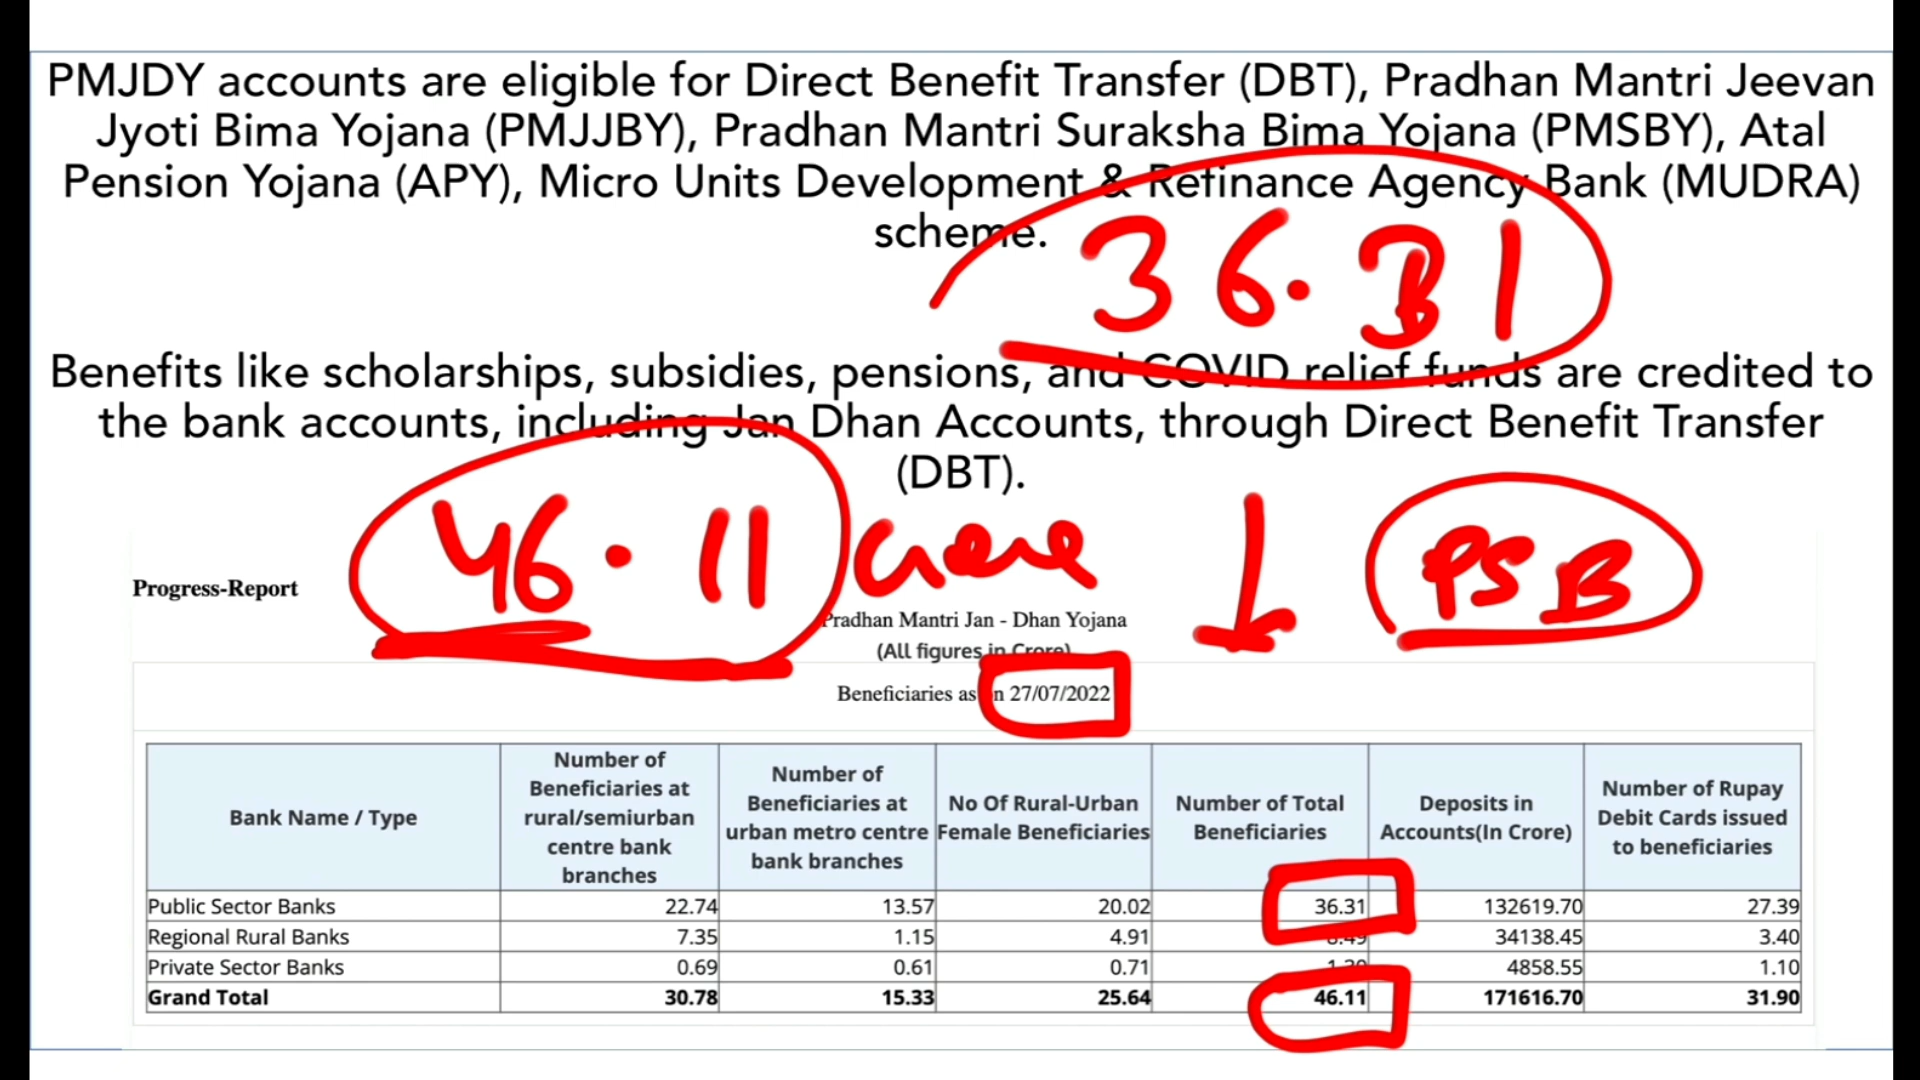 PMJDY accounts are eligible for Direct Benefit Transfer (DBT), Pradhan Mantri Jeevan
Jyoti Bima Yojana (PMJJBY), Pradhan Mantri Suraksha Bima Yojana (PMSBY), Atal
Pension Yojana (APY), Micro Units Development & Refinance Agency Bank (MUDRA)
scheme.
36.31
Benefits like scholarships, subsidies, pensions, and COVID relief funds are credited to
the bank accounts, including Jan Dhan Accounts, through Direct Benefit Transfer
(DBT).
46.11 crore
PSB
Progress-Report
Pradhan Mantri Jan - Dhan Yojana
(All figures in Crore)
Beneficiaries as on 27/07/2022
Bank Name / Type
Number of
Beneficiaries at
rural/semiurban
centre bank
branches
Number of
Beneficiaries at
urban metro centre
bank branches
No Of Rural-Urban
Female Beneficiaries
Number of Total
Beneficiaries
Deposits in
Accounts(In Crore)
Number of Rupay
Debit Cards issued
to beneficiaries
Public Sector Banks 22.74 13.57 20.02 36.31 132619.70 27.39
Regional Rural Banks 7.35 1.15 4.91 8.49 34138.45 3.40
Private Sector Banks 0.69 0.61 0.71 1.30 4858.55 1.10
Grand Total 30.78 15.33 25.64 46.11 171616.70 31.90